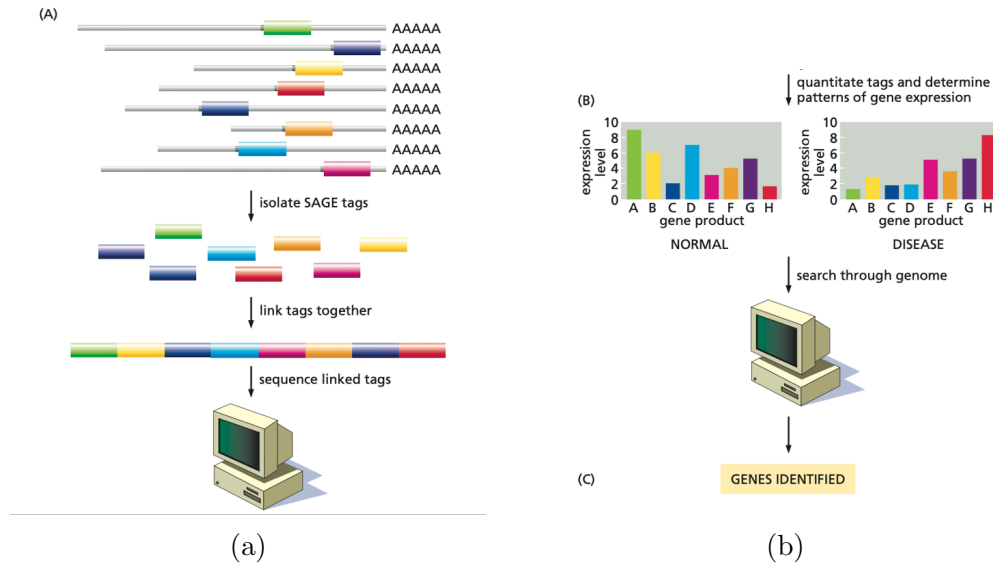 (A)
AAAAA
AAAAA
AAAAA
AAAAA
AAAAA
AAAAA
AAAAA
AAAAA
isolate SAGE tags
link tags together
sequence linked tags
(a)
quantitate tags and determine
patterns of gene expression
(B)
expression
level
10
8
6
4
2
0
A B C D E F G H
gene product
NORMAL
expression
level
10
8
6
4
2
0
A B C D E F G H
gene product
DISEASE
search through genome
(C)
GENES IDENTIFIED
(b)